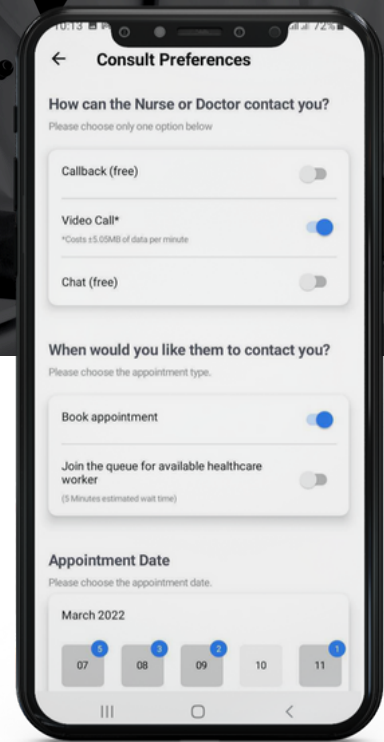 10:13
72%
Consult Preferences
How can the Nurse or Doctor contact you?
Please choose only one option below
Callback (free)
Video Call*
*Costs ±5.05MB of data per minute
Chat (free)
When would you like them to contact you?
Please choose the appointment type.
Book appointment
Join the queue for available healthcare
worker
(5 Minutes estimated wait time)
Appointment Date
Please choose the appointment date.
March 2022
5 3 2 1
07 08 09 10 11